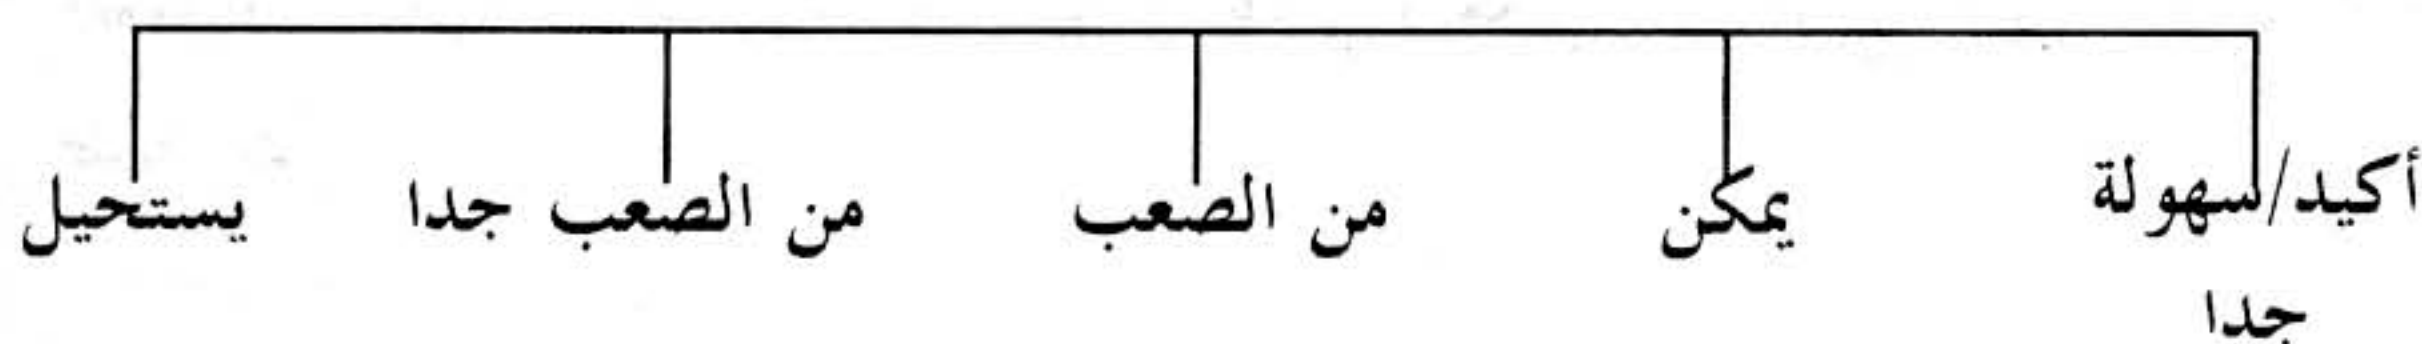 أكيد/سهولة يمكن من الصعب من الصعب جدا يستحيل
جدا